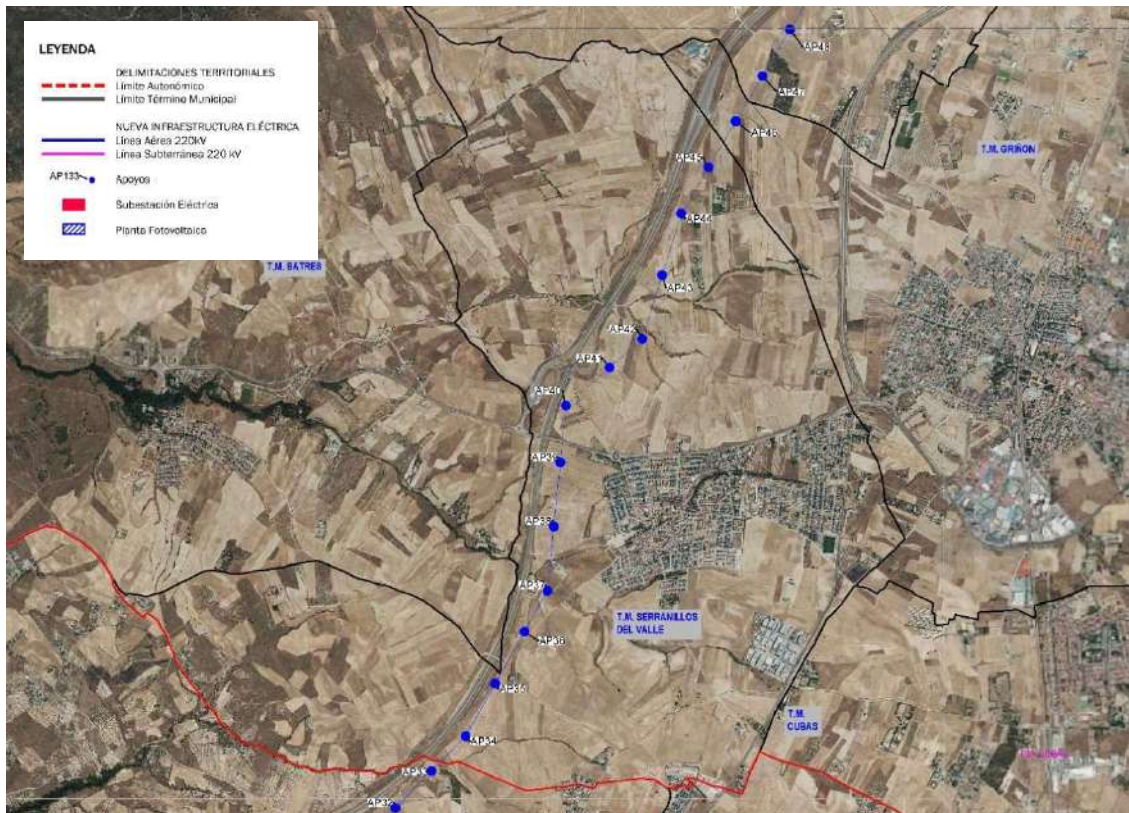 LEYENDA
DELIMITACIONES TERRITORIALES
Límite Autonómico
Límite Término Municipal
NUEVA INFRAESTRUCTURA ELÉCTRICA
Línea Aérea 220kV
Línea Subterránea 220 kV
AP133
Apoyos
Subestación Eléctrica
Planta Fotovoltaica
AP48
AP47
AP46
T.M. GRIÑON
AP45
AP44
T.M. BATRES
AP43
AP42
AP41
AP40
AP39
AP38
AP37
T.M. SERRANILLOS
DEL VALLE
AP36
AP35
T.M.
CUBAS
AP34
AP33
AP32